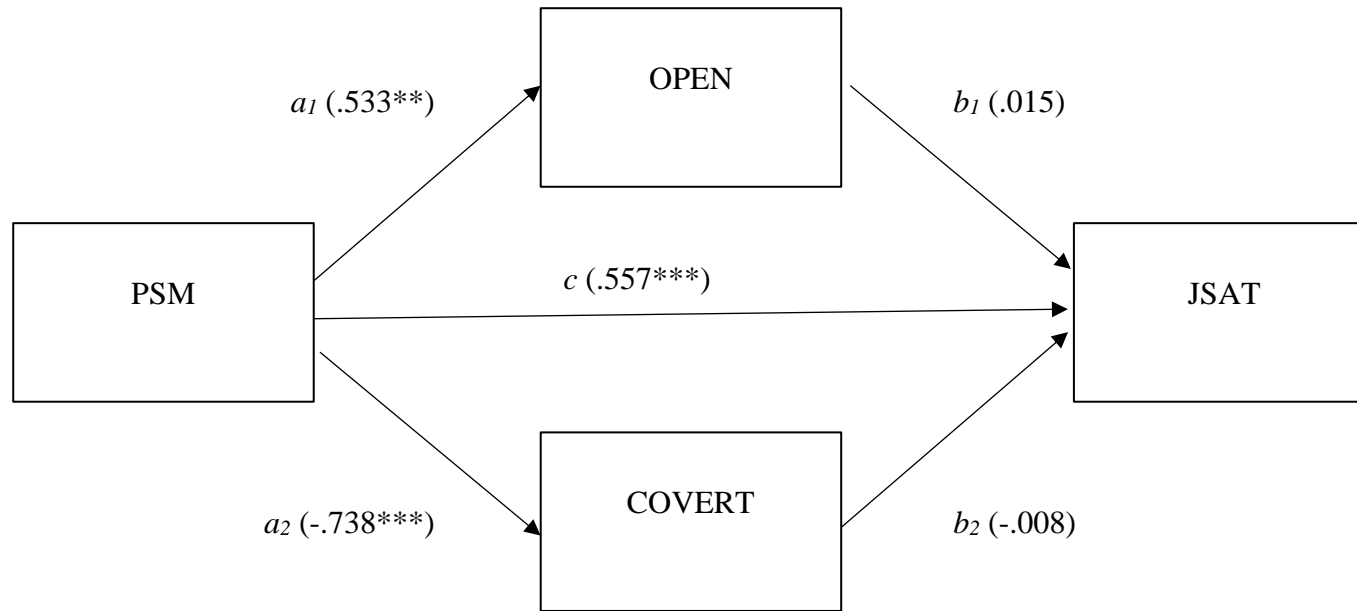 OPEN
a1 (.533**)
b1 (.015)
PSM
c (.557***)
JSAT
COVERT
a2 (-.738***)
b2 (-.008)